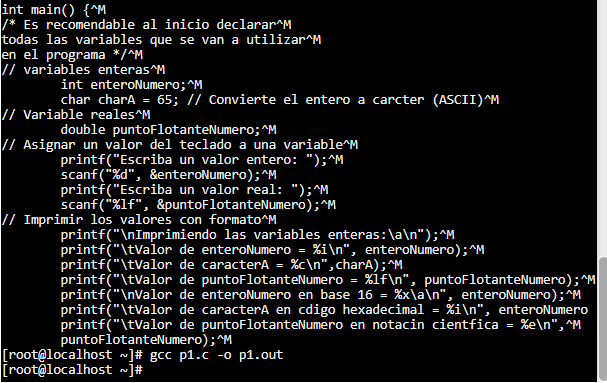 int main() {^M
/* Es recomendable al inicio declarar^M
todas las variables que se van a utilizar^M
en el programa */^M
// variables enteras^M
int enteroNumero;^M
char charA = 65; // Convierte el entero a carcter (ASCII)^M
// Variable reales^M
double puntoFlotanteNumero;^M
// Asignar un valor del teclado a una variable^M
printf("Escriba un valor entero: ");^M
scanf("%d", &enteroNumero);^M
printf("Escriba un valor real: ");^M
scanf("%lf", &puntoFlotanteNumero);^M
// Imprimir los valores con formato^M
printf("\nImprimiendo las variables enteras:\a\n");^M
printf("\tValor de enteroNumero = %i\n", enteroNumero);^M
printf("\tValor de caracterA = %c\n",charA);^M
printf("\tValor de puntoFlotanteNumero = %lf\n", puntoFlotanteNumero);^M
printf("\nValor de enteroNumero en base 16 = %x\a\n", enteroNumero);^M
printf("\tValor de caracterA en cdigo hexadecimal = %i\n", enteroNumero
printf("\tValor de puntoFlotanteNumero en notacin cientfica = %e\n",^M
puntoFlotanteNumero);^M
[root@localhost ~]# gcc p1.c -o p1.out
[root@localhost ~]#